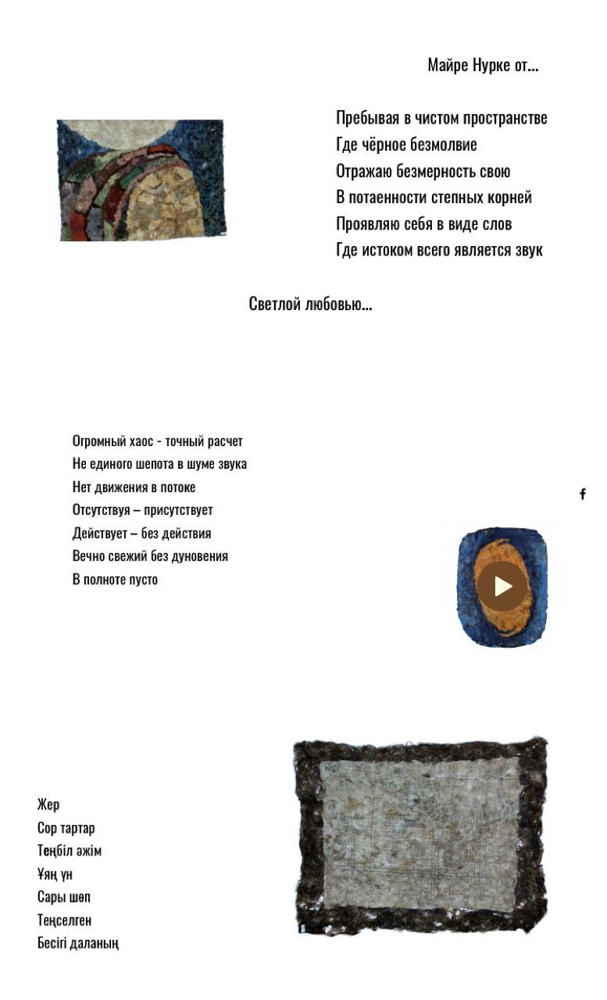 Майре Нурке от...
Пребывая в чистом пространстве
Где чёрное безмолвие
Отражаю безмерность свою
В потаенности степных корней
Проявляю себя в виде слов
Где истоком всего является звук
Светлой любовью...
Огромный хаос - точный расчет
Не единого шепота в шуме звука
Нет движения в потоке
Отсутствуя – присутствует
Действует – без действия
Вечно свежий без дуновения
В полноте пусто
Жер
Сор тартар
Теңбіл әжім
Ұяң үн
Сары шөп
Теңселген
Бесігі даланың